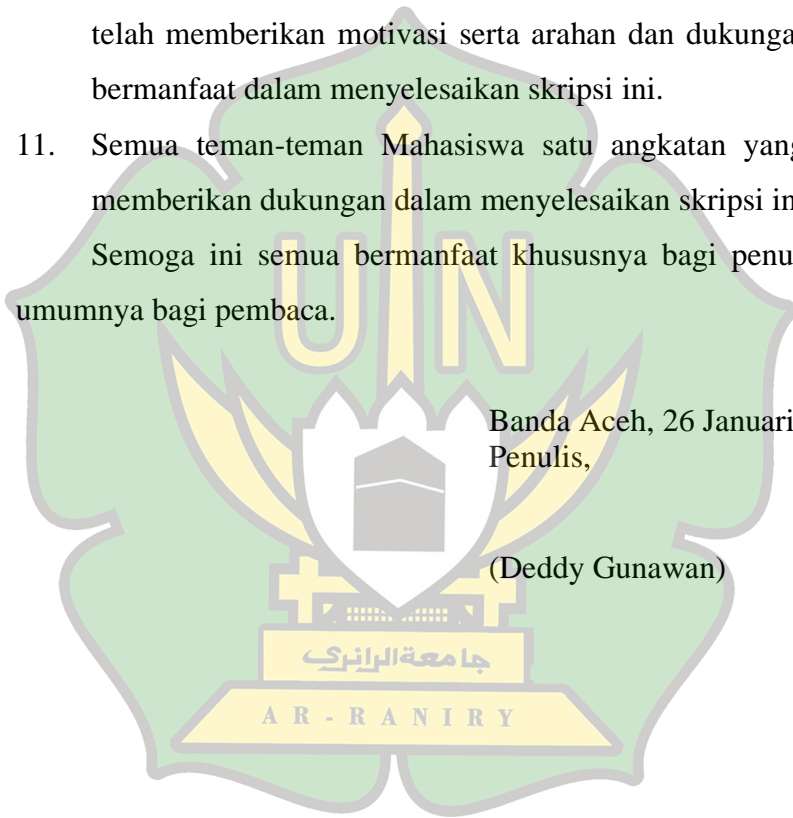 telah memberikan motivasi serta arahan dan dukunga
bermanfaat dalam menyelesaikan skripsi ini.
11. Semua teman-teman Mahasiswa satu angkatan yang
memberikan dukungan dalam menyelesaikan skripsi in
Semoga ini semua bermanfaat khususnya bagi penu
umumnya bagi pembaca.
UIN
Banda Aceh, 26 Januari
Penulis,
(Deddy Gunawan)
جامعةالرانري
AR-RANIRY